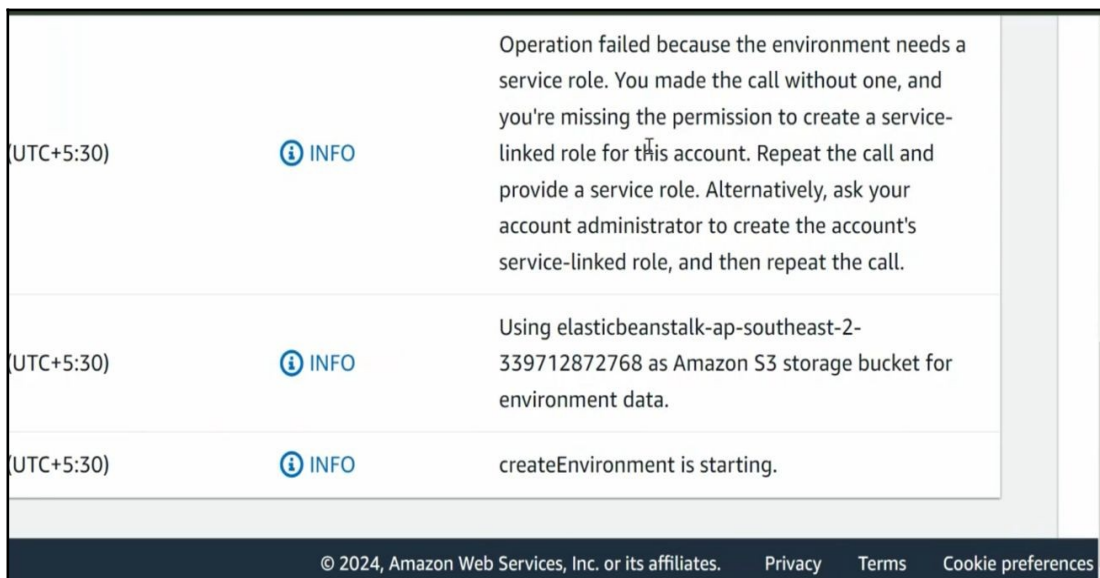 Operation failed because the environment needs a
service role. You made the call without one, and
you're missing the permission to create a service-
(UTC+5:30) INFO linked role for this account. Repeat the call and
provide a service role. Alternatively, ask your
account administrator to create the account's
service-linked role, and then repeat the call.
Using elasticbeanstalk-ap-southeast-2-
(UTC+5:30) INFO 339712872768 as Amazon S3 storage bucket for
environment data.
(UTC+5:30) INFO createEnvironment is starting.
© 2024, Amazon Web Services, Inc. or its affiliates. Privacy Terms Cookie preferences